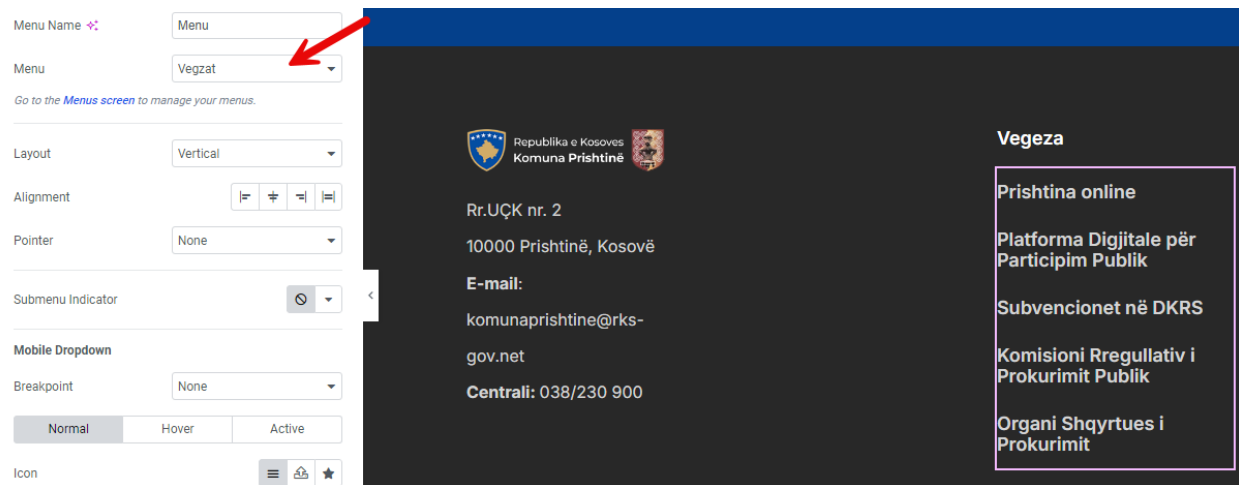 Menu Name
Menu
Menu
Vegzat
Go to the Menus screen to manage your menus.
Layout
Vertical
Alignment
Pointer
None
Submenu Indicator
Mobile Dropdown
Breakpoint
None
Normal
Hover
Active
Icon
Republika e Kosoves
Komuna Prishtinë
Rr.UÇK nr. 2
10000 Prishtinë, Kosovë
E-mail:
komunaprishtine@rks-
gov.net
Centrali: 038/230 900
Vegeza
Prishtina online
Platforma Digjitale për
Participim Publik
Subvencionet në DKRS
Komisioni Rregullativ i
Prokurimit Publik
Organi Shqyrtues i
Prokurimit